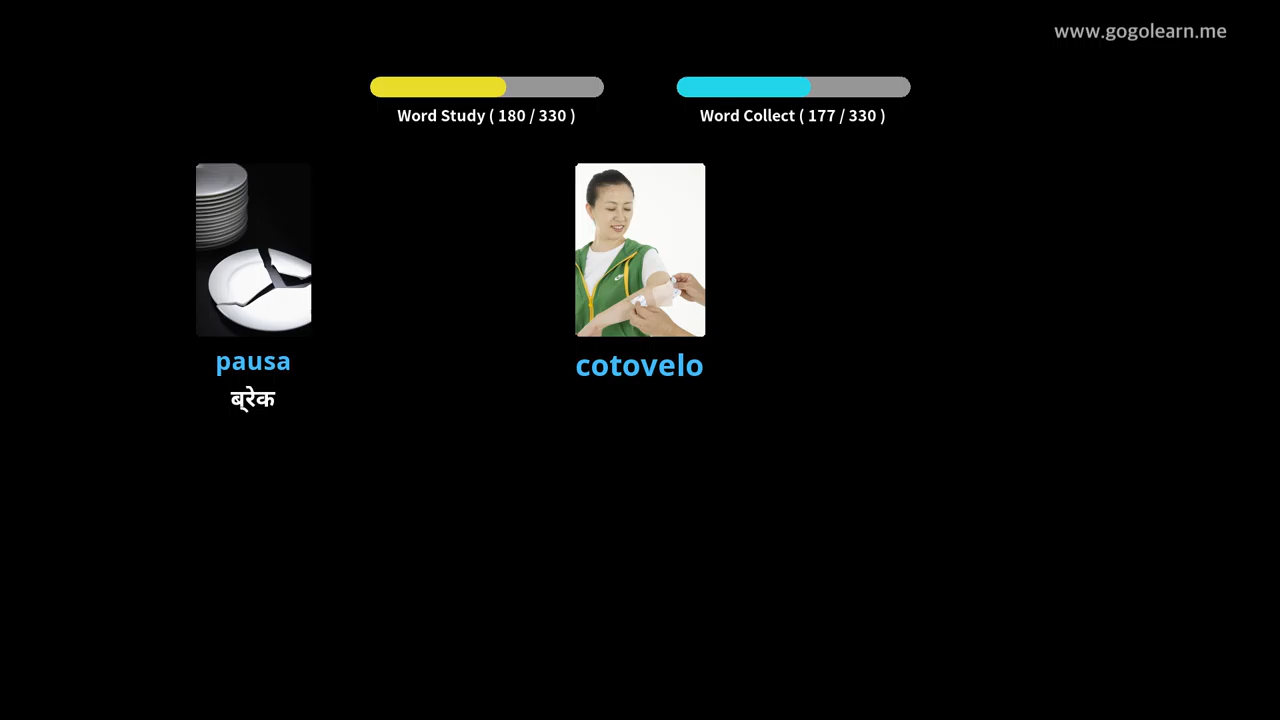 www.gogolearn.me
Word Study ( 180 / 330 )
Word Collect ( 177 / 330 )
pausa
ब्रेक
cotovelo